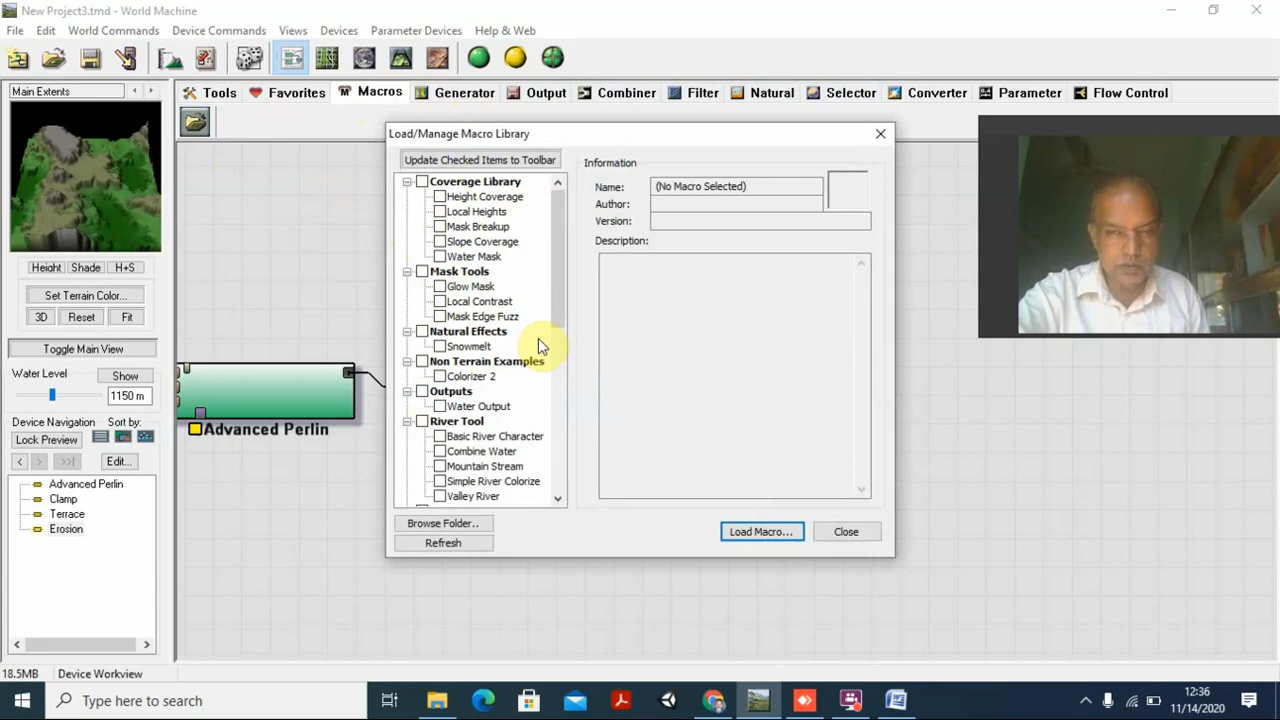 New Project3.tmd - World Machine
File Edit World Commands Device Commands Views Devices Parameter Devices Help & Web
Main Extents
Tools Favorites Macros Generator Output Combiner Filter Natural Selector Converter Parameter Flow Control
Load/Manage Macro Library
Update Checked Items to Toolbar
Coverage Library
Height Coverage
Local Heights
Mask Breakup
Slope Coverage
Water Mask
Mask Tools
Glow Mask
Local Contrast
Mask Edge Fuzz
Natural Effects
Snowmelt
Non Terrain Examples
Colorizer 2
Outputs
Water Output
River Tool
Basic River Character
Combine Water
Mountain Stream
Simple River Colorize
Valley River
Browse Folder..
Refresh
Information
Name: (No Macro Selected)
Author:
Version:
Description:
Load Macro... Close
Height Shade H+S
Set Terrain Color...
3D Reset Fit
Toggle Main View
Water Level Show
1150 m
Device Navigation Sort by:
Lock Preview
< > >>| Edit...
Advanced Perlin
Clamp
Terrace
Erosion
Advanced Perlin
18.5MB Device Workview
Type here to search
12:36
11/14/2020